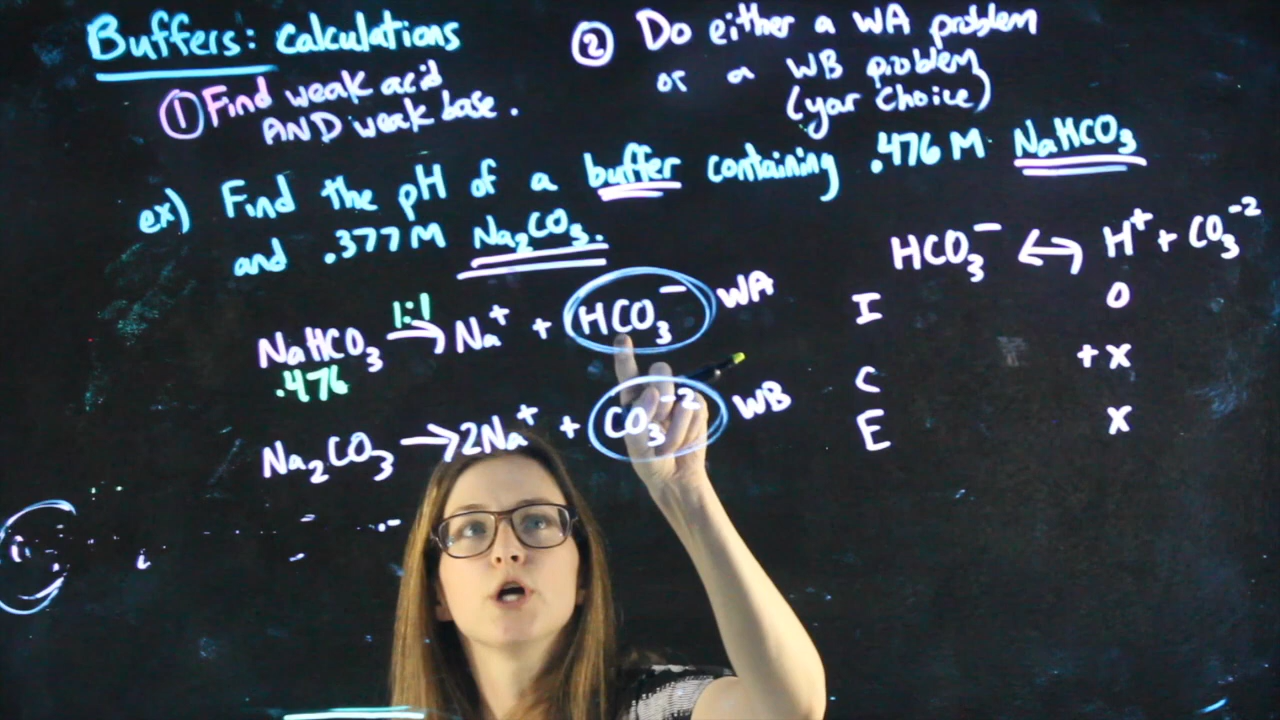 Buffers: Calculations
① Find weak acid
AND weak base.
② Do either a WA problem
or a WB problem
(your choice)
ex) Find the pH of a buffer containing .476 M NaHCO₃
and .377 M Na₂CO₃.
NaHCO₃ 1:1 → Na⁺ + HCO₃⁻ WA
.476
Na₂CO₃ → 2Na⁺ + CO₃⁻² WB
HCO₃⁻ ↔ H⁺ + CO₃⁻²
I 0
C +x
E x